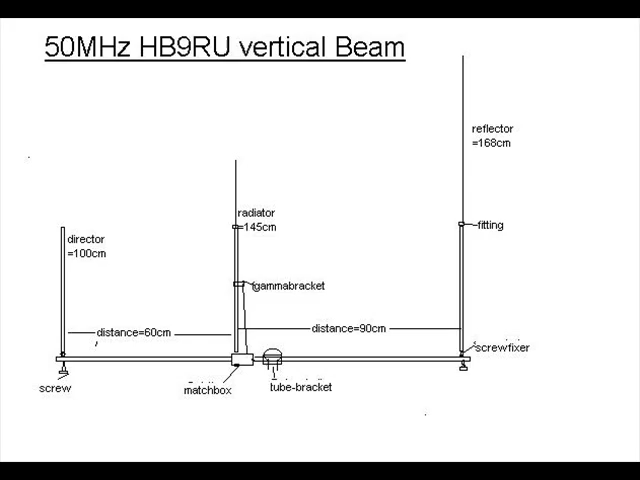 50MHz HB9RU vertical Beam
reflector
=168cm
radiator
=145cm
fitting
director
=100cm
gammabracket
distance=60cm
distance=90cm
screwfixer
screw
matchbox
tube-bracket